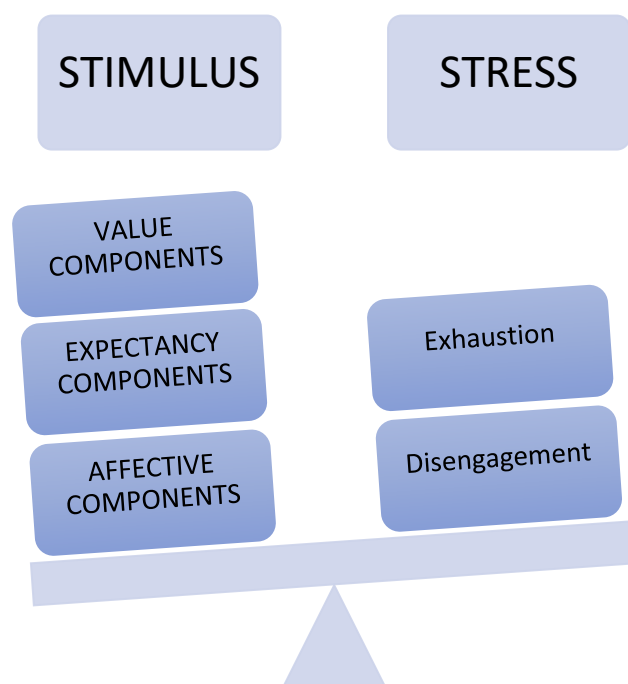 STIMULUS
STRESS
VALUE
COMPONENTS
EXPECTANCY
COMPONENTS
AFFECTIVE
COMPONENTS
Exhaustion
Disengagement